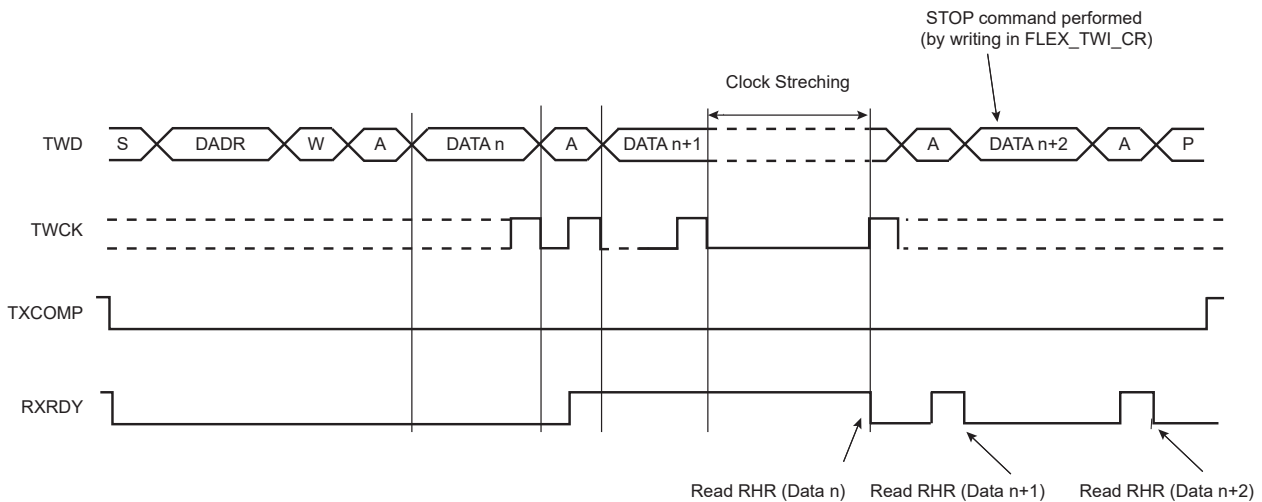 STOP command performed
(by writing in FLEX_TWI_CR)
Clock Streching
TWD S DADR W A DATA n A DATA n+1 A DATA n+2 A P
TWCK
TXCOMP
RXRDY
Read RHR (Data n) Read RHR (Data n+1) Read RHR (Data n+2)